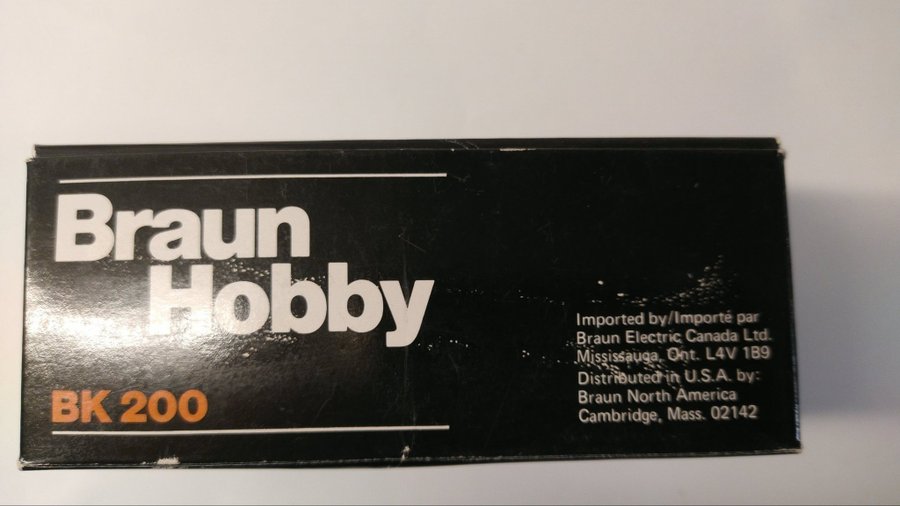 Braun
Hobby
BK 200
Imported by/Importé par
Braun Electric Canada Ltd.
Mississauga, Ont. L4V 1B9
Distributed in U.S.A. by:
Braun North America
Cambridge, Mass. 02142